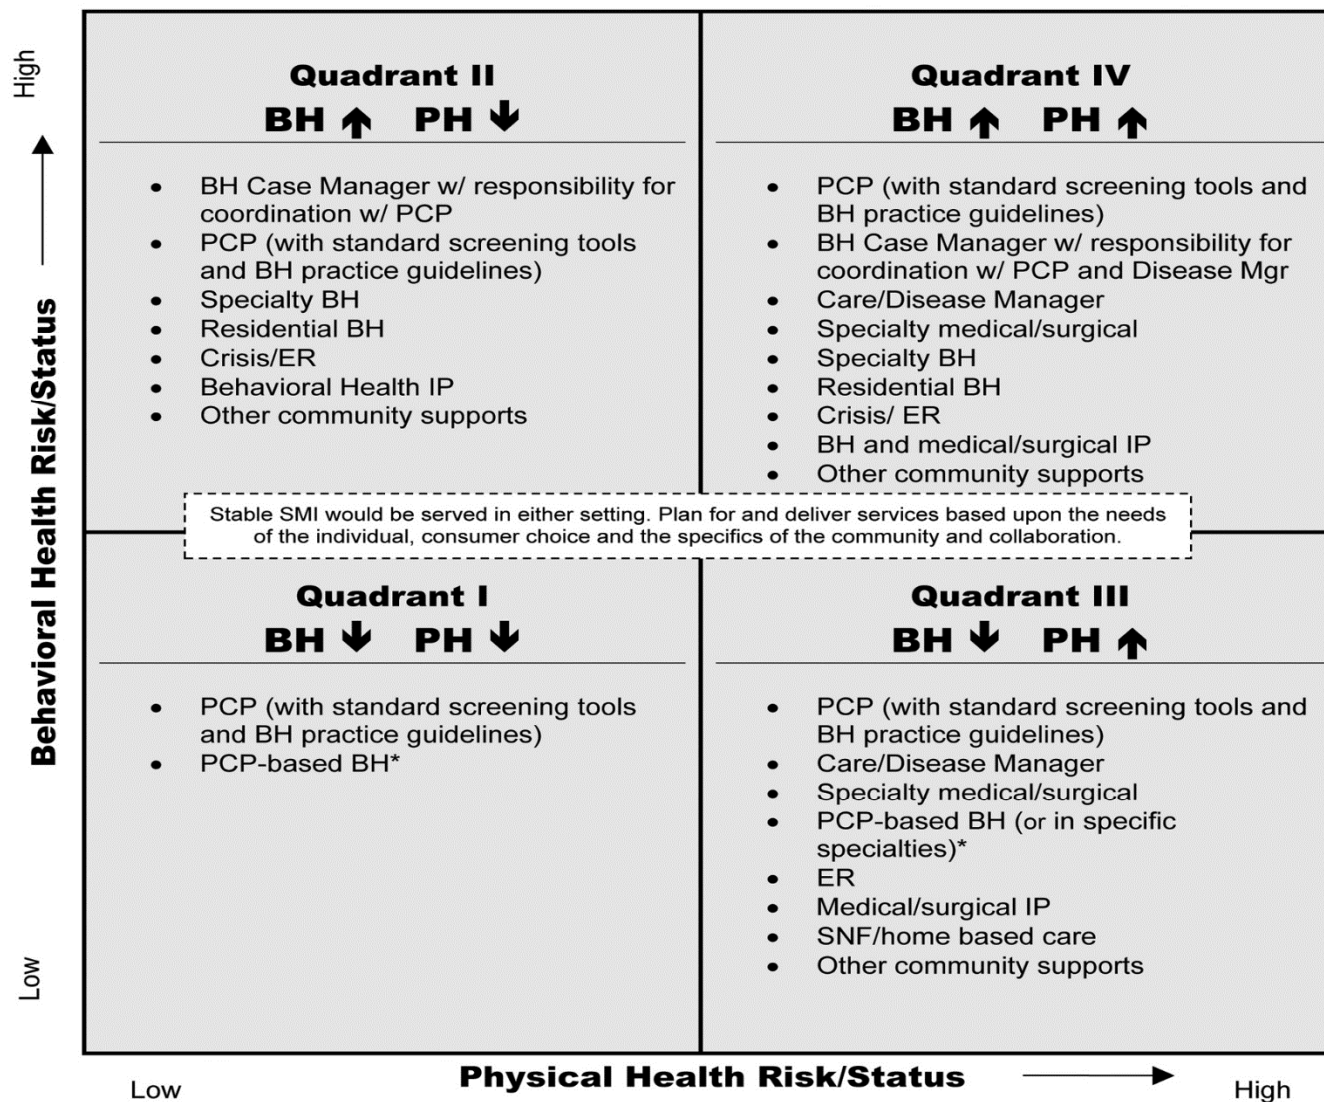 High
Behavioral Health Risk/Status
Low
Quadrant II
BH ↑ PH ↓
• BH Case Manager w/ responsibility for
coordination w/ PCP
• PCP (with standard screening tools
and BH practice guidelines)
• Specialty BH
• Residential BH
• Crisis/ER
• Behavioral Health IP
• Other community supports
Quadrant IV
BH ↑ PH ↑
• PCP (with standard screening tools and
BH practice guidelines)
• BH Case Manager w/ responsibility for
coordination w/ PCP and Disease Mgr
• Care/Disease Manager
• Specialty medical/surgical
• Specialty BH
• Residential BH
• Crisis/ ER
• BH and medical/surgical IP
• Other community supports
Stable SMI would be served in either setting. Plan for and deliver services based upon the needs
of the individual, consumer choice and the specifics of the community and collaboration.
Quadrant I
BH ↓ PH ↓
• PCP (with standard screening tools
and BH practice guidelines)
• PCP-based BH*
Quadrant III
BH ↓ PH ↑
• PCP (with standard screening tools and
BH practice guidelines)
• Care/Disease Manager
• Specialty medical/surgical
• PCP-based BH (or in specific
specialties)*
• ER
• Medical/surgical IP
• SNF/home based care
• Other community supports
Low
Physical Health Risk/Status
High